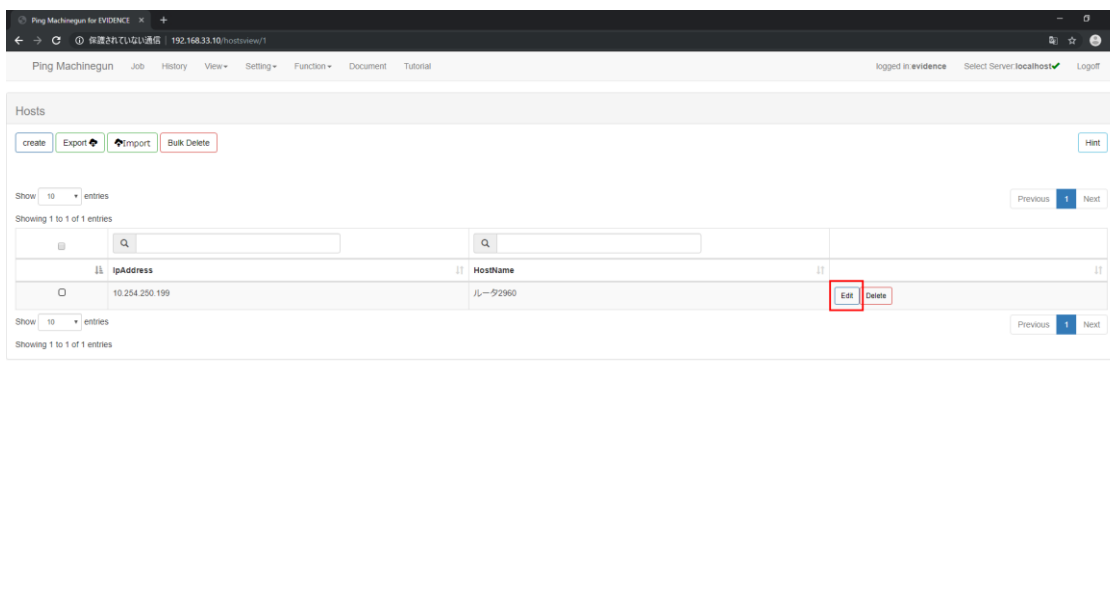 Ping Machinegun for EVIDENCE × +
保護されていない通信 | 192.168.33.10/hostsview/1
Ping Machinegun Job History View Setting Function Document Tutorial logged in:evidence Select Server:localhost✔ Logoff
Hosts
create Export Import Bulk Delete Hint
Show 10 entries Previous 1 Next
Showing 1 to 1 of 1 entries
IpAddress HostName
10.254.250.199 ルータ2960 Edit Delete
Show 10 entries Previous 1 Next
Showing 1 to 1 of 1 entries